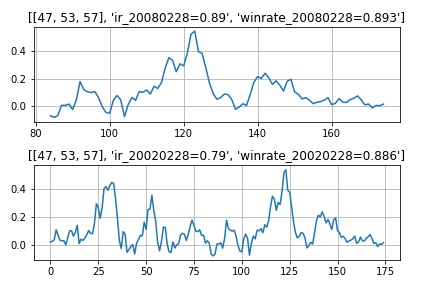 [[47, 53, 57], 'ir_20080228=0.89', 'winrate_20080228=0.893']
0.4
0.2
0.0
80 100 120 140 160
[[47, 53, 57], 'ir_20020228=0.79', 'winrate_20020228=0.886']
0.4
0.2
0.0
0 25 50 75 100 125 150 175